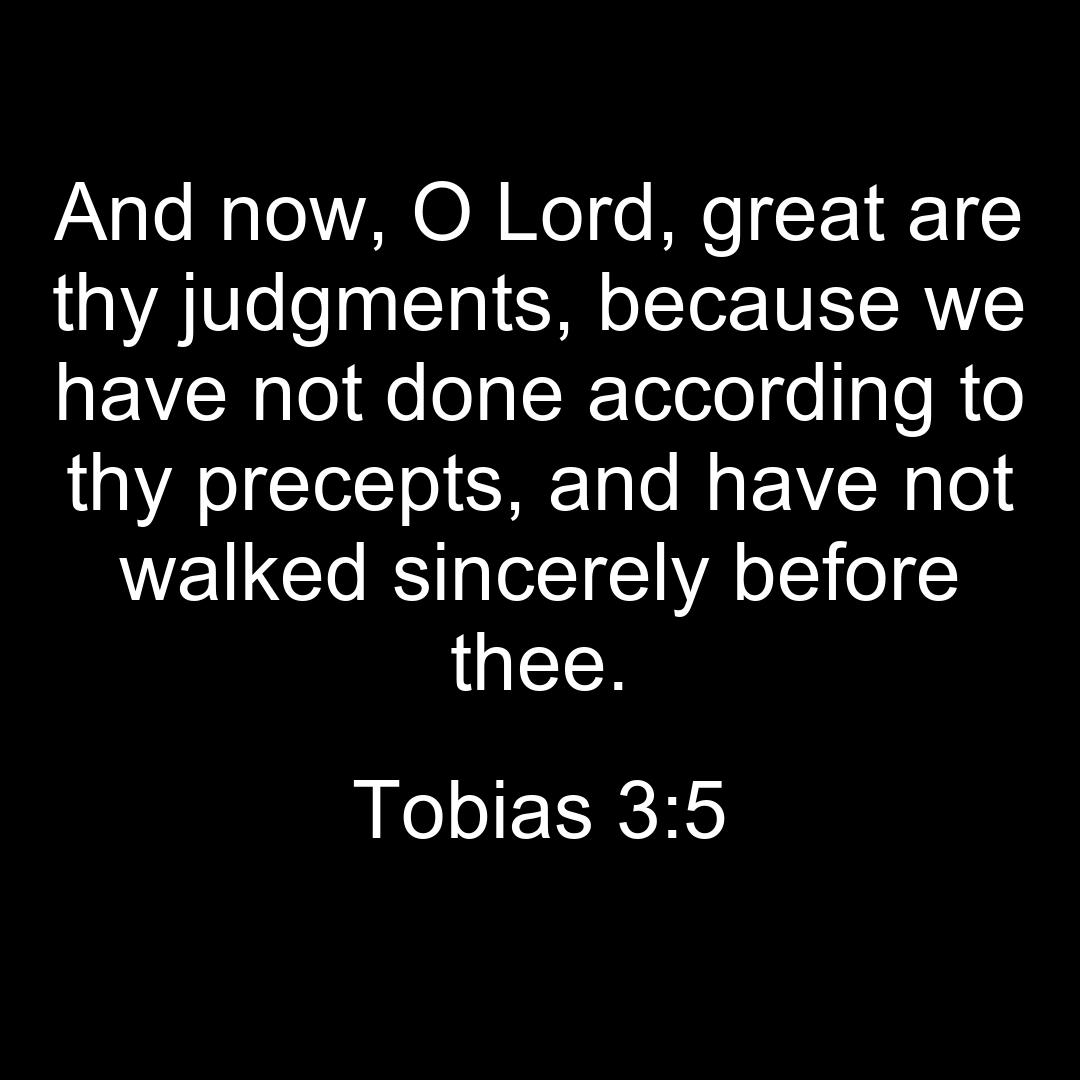 And now, O Lord, great are
thy judgments, because we
have not done according to
thy precepts, and have not
walked sincerely before
thee.
Tobias 3:5